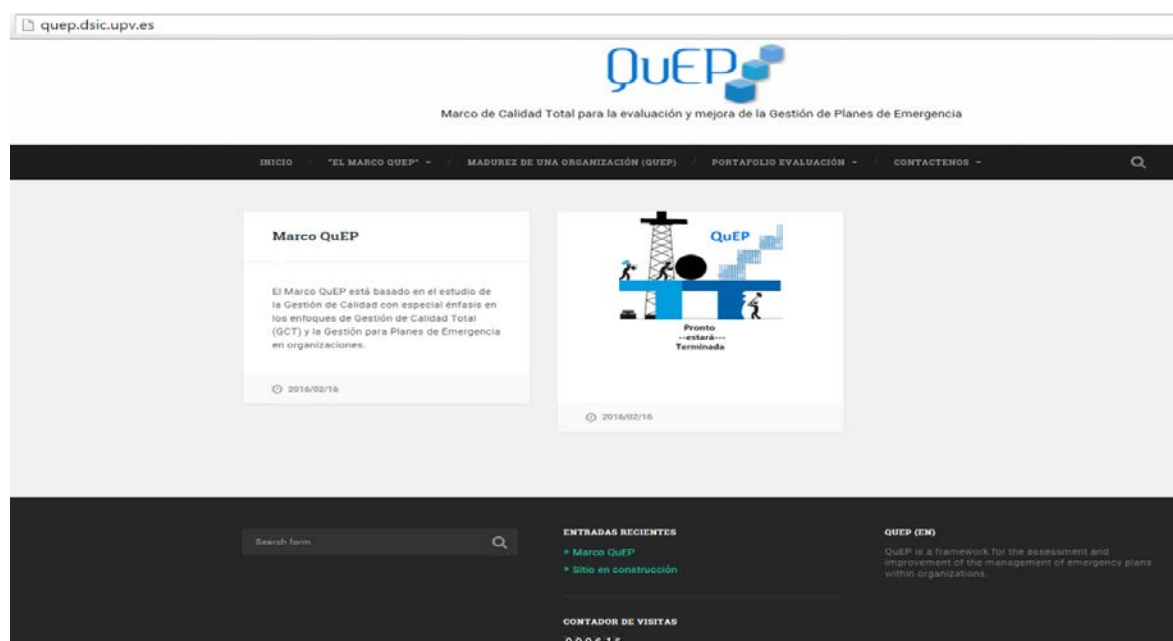 quep.dsic.upv.es
QuEP
Marco de Calidad Total para la evaluación y mejora de la Gestión de Planes de Emergencia
INICIO / "EL MARCO QUEP" / MADUREZ DE UNA ORGANIZACIÓN (QUEP) / PORTAFOLIO EVALUACIÓN / CONTACTENOS
Marco QuEP
El Marco QuEP está basado en el estudio de
la Gestión de Calidad con especial énfasis en
los enfoques de Gestión de Calidad Total
(GCT) y la Gestión para Planes de Emergencia
en organizaciones.
2016/02/16
QuEP
Pronto
--estará---
Terminada
2016/02/16
Search form
ENTRADAS RECIENTES
» Marco QuEP
» Sitio en construcción
CONTADOR DE VISITAS
QUEP (EN)
QuEP is a framework for the assessment and
improvement of the management of emergency plans
within organizations.